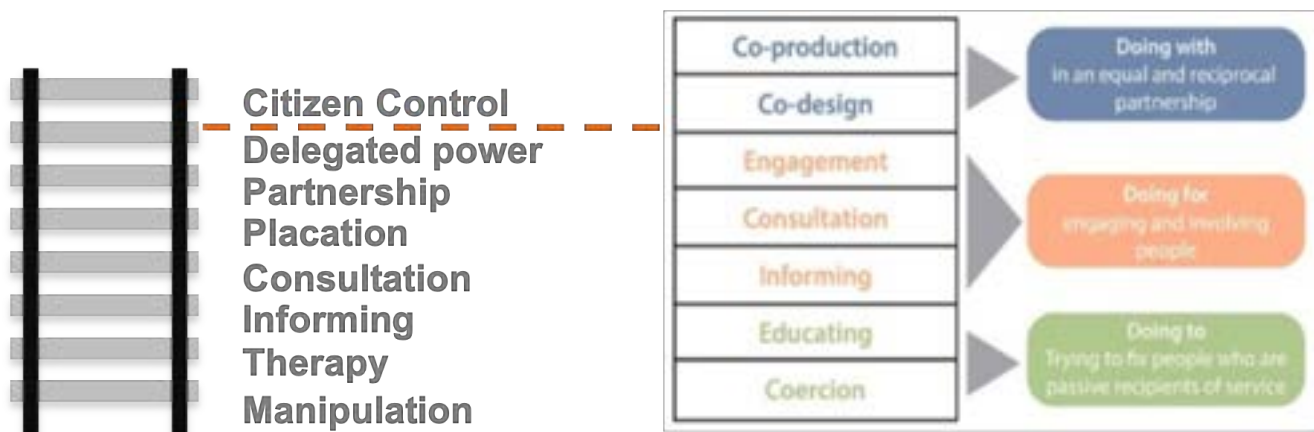 Citizen Control
Delegated power
Partnership
Placation
Consultation
Informing
Therapy
Manipulation
Co-production
Co-design
Engagement
Consultation
Informing
Educating
Coercion
Doing with
in an equal and reciprocal
partnership
Doing for
engaging and involving
people
Doing to
Trying to fix people who are
passive recipients of service